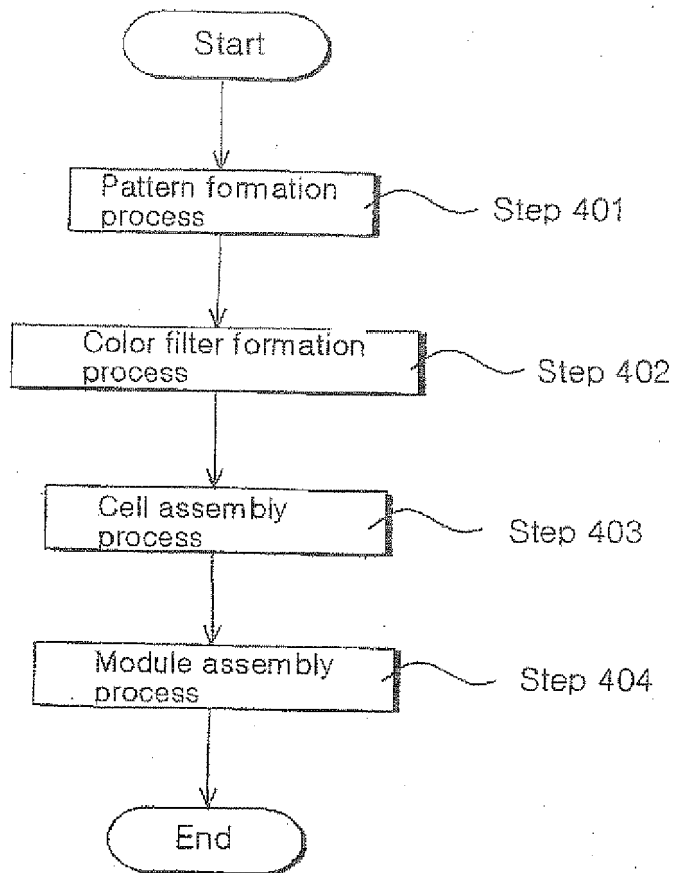 Start
Pattern formation
process
Step 401
Color filter formation
process
Step 402
Cell assembly
process
Step 403
Module assembly
process
Step 404
End